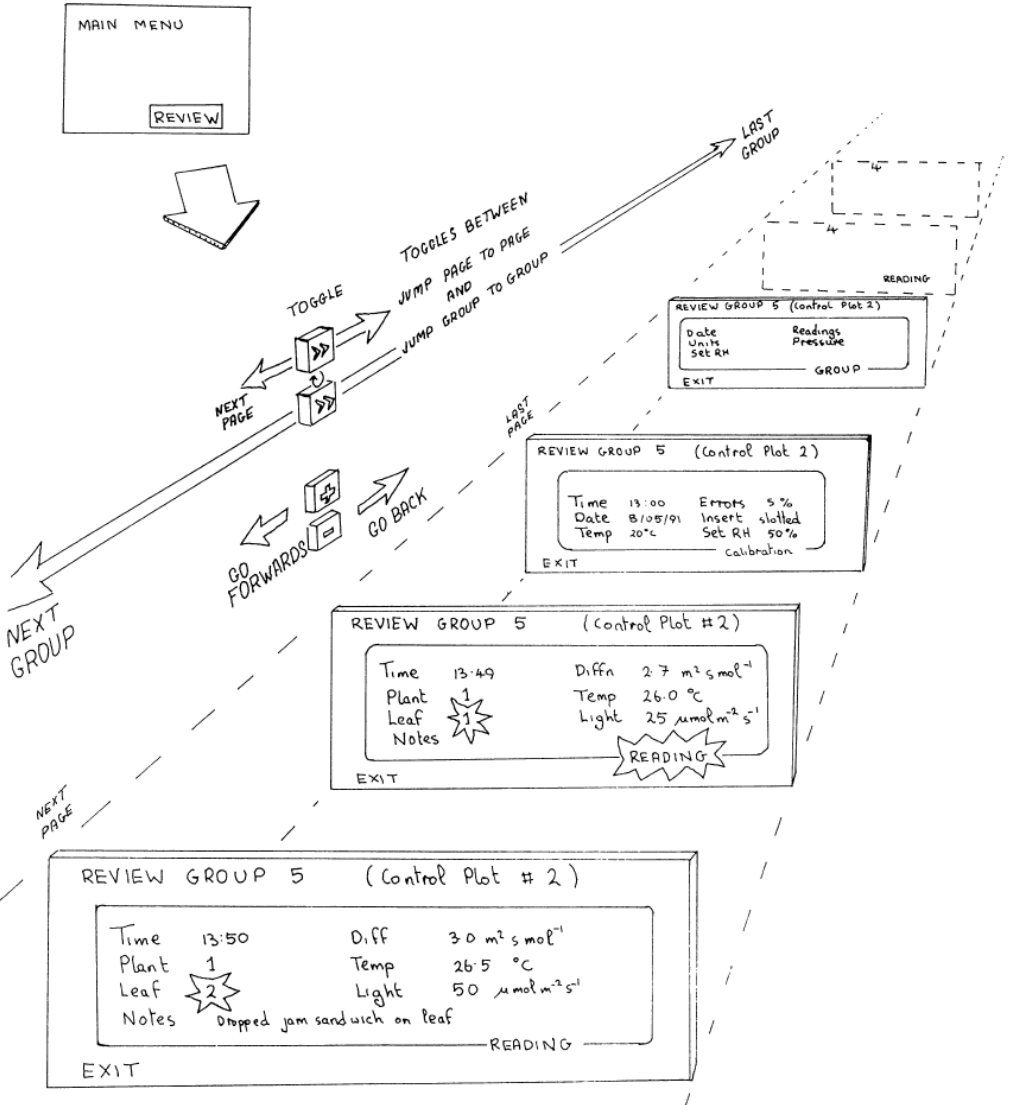 MAIN MENU
REVIEW
LAST
GROUP
TOGGLES BETWEEN
JUMP PAGE TO PAGE
AND
JUMP GROUP TO GROUP
TOGGLE
>>
>>
NEXT
PAGE
LAST
PAGE
+
-
GO BACK
GO
FORWARDS
NEXT
GROUP
NEXT
PAGE
4
4
READING
REVIEW GROUP 5 (Control Plot 2)
Date Readings
Units Pressure
Set RH
GROUP
EXIT
REVIEW GROUP 5 (Control Plot 2)
Time 13:00 Errors 5%
Date 8/05/91 Insert slotted
Temp 20°C Set RH 50%
Calibration
EXIT
REVIEW GROUP 5 (Control Plot #2)
Time 13.49 Diffn 2.7 m² s mol⁻¹
Plant 1 Temp 26.0 °C
Leaf 1 Light 25 µmol m⁻² s⁻¹
Notes
READING
EXIT
REVIEW GROUP 5 (Control Plot # 2)
Time 13:50 Diff 3.0 m² s mol⁻¹
Plant 1 Temp 26.5 °C
Leaf 2 Light 50 µmol m⁻² s⁻¹
Notes Dropped jam sandwich on leaf
READING
EXIT